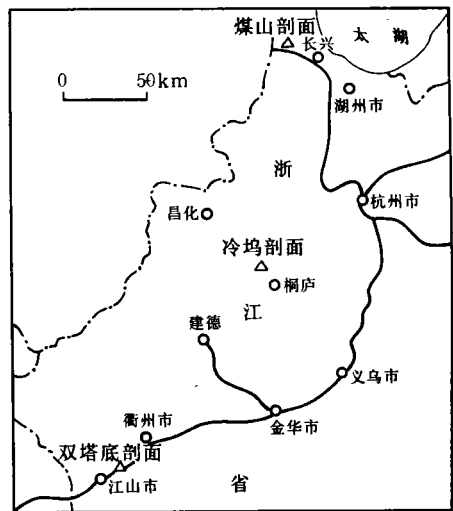 煤山剖面
长兴
太湖
0 50km
湖州市
浙
杭州市
昌化
冷坞剖面
桐庐
江
建德
义乌市
衢州市
金华市
双塔底剖面
江山市
省